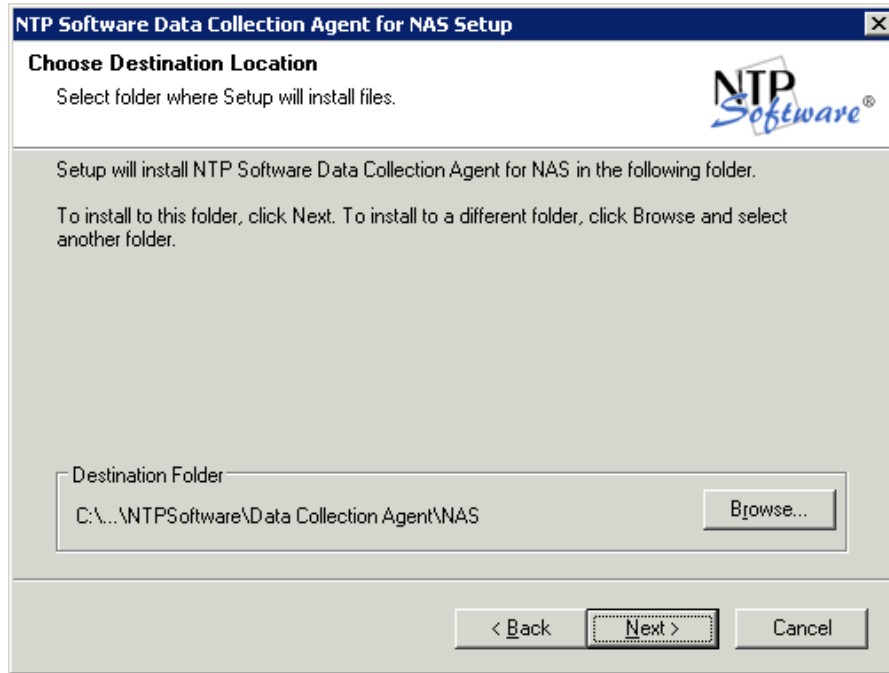 NTP Software Data Collection Agent for NAS Setup
Choose Destination Location
Select folder where Setup will install files.
NTP
Software®
Setup will install NTP Software Data Collection Agent for NAS in the following folder.
To install to this folder, click Next. To install to a different folder, click Browse and select
another folder.
Destination Folder
C:\...\NTPSoftware\Data Collection Agent\NAS
Browse...
< Back
Next >
Cancel